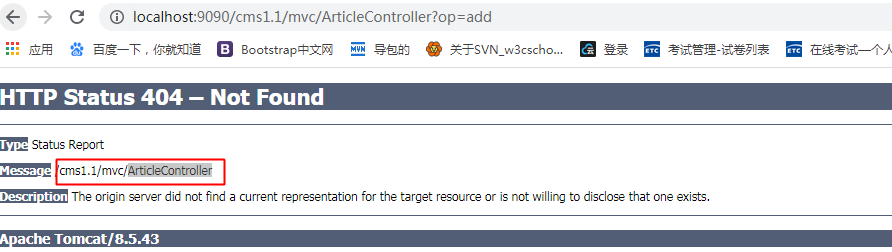 localhost:9090/cms1.1/mvc/ArticleController?op=add
应用 百度一下，你就知道 B Bootstrap中文网 MVN 导包的 关于SVN_w3cscho... 登录 ETC 考试管理-试卷列表 ETC 在线考试—个人
HTTP Status 404 – Not Found
Type Status Report
Message /cms1.1/mvc/ArticleController
Description The origin server did not find a current representation for the target resource or is not willing to disclose that one exists.
Apache Tomcat/8.5.43